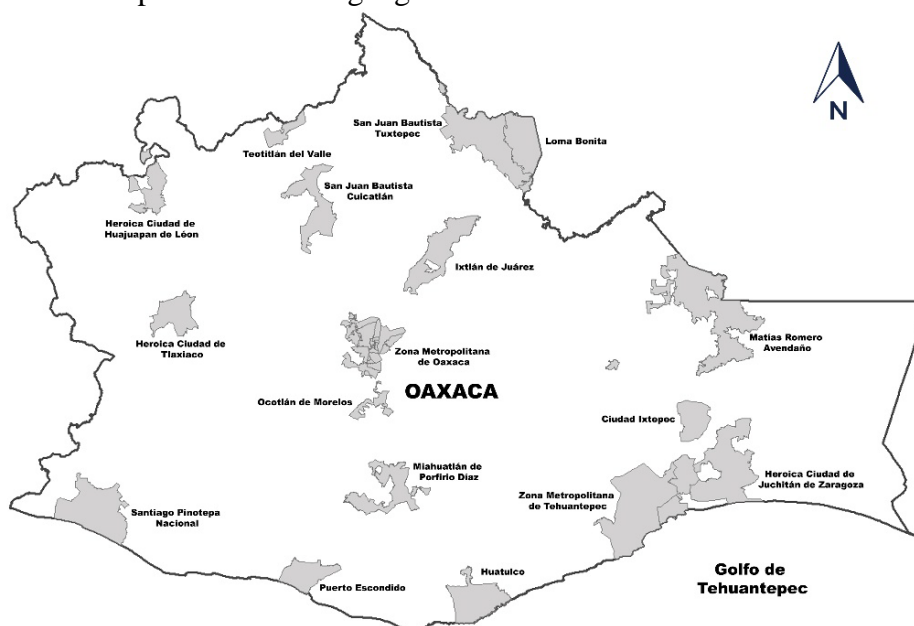 N
San Juan Bautista
Tuxtepec
Loma Bonita
Teotitlán del Valle
San Juan Bautista
Cuicatlán
Heroica Ciudad de
Huajuapan de Léon
Ixtlán de Juárez
Heroica Ciudad de
Tlaxiaco
Zona Metropolitana
de Oaxaca
Matías Romero
Avendaño
OAXACA
Ocotlán de Morelos
Ciudad Ixtepec
Miahuatlán de
Porfirio Díaz
Heroica Ciudad de
Juchitán de Zaragoza
Zona Metropolitana
de Tehuantepec
Santiago Pinotepa
Nacional
Puerto Escondido
Huatulco
Golfo de
Tehuantepec